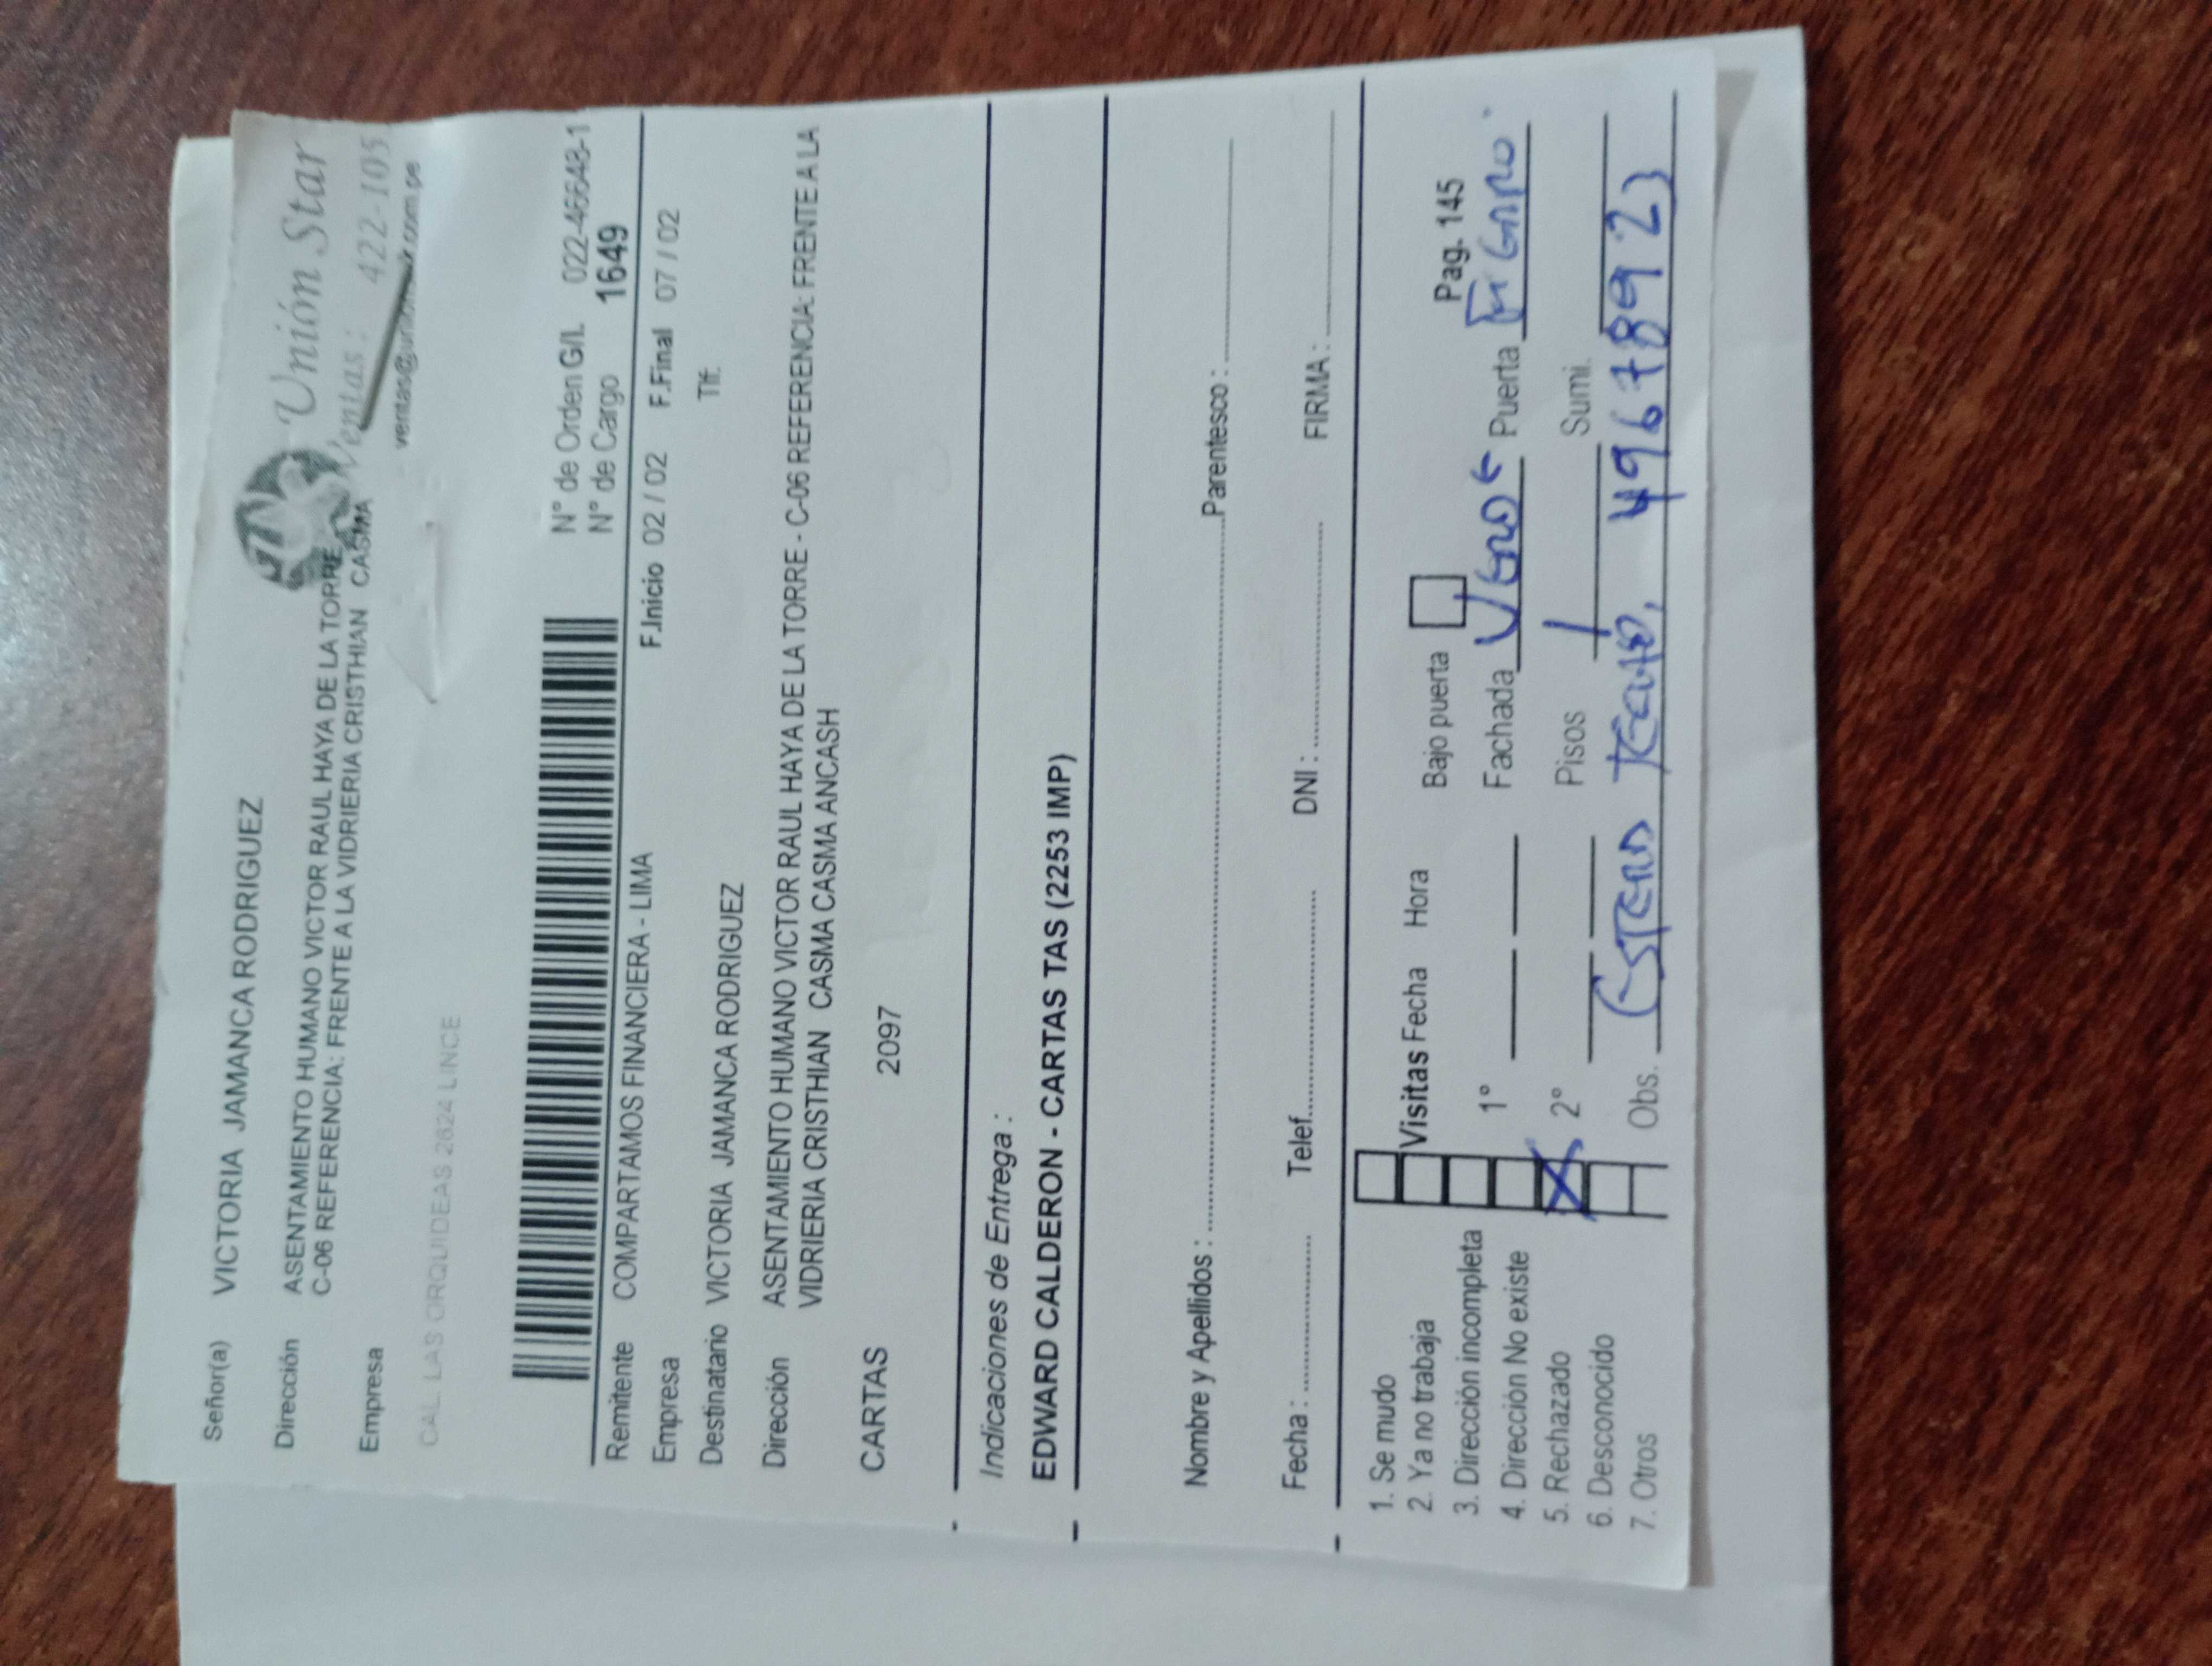 Unión Star
Ventas: 422-105
Señor(a) VICTORIA JAMANCA RODRIGUEZ
Dirección ASENTAMIENTO HUMANO VICTOR RAUL HAYA DE LA TORRE
C-06 REFERENCIA: FRENTE A LA VIDRIERIA CRISTHIAN CASMA
Empresa
CAL. LAS ORQUIDEAS 2624 LINCE
N° de Orden G/L 022-46648-1
N° de Cargo 1649
Remitente COMPARTAMOS FINANCIERA - LIMA F.Inicio 02 / 02 F.Final 07 / 02
Empresa Tlf:
Destinatario VICTORIA JAMANCA RODRIGUEZ
Dirección ASENTAMIENTO HUMANO VICTOR RAUL HAYA DE LA TORRE - C-06 REFERENCIA: FRENTE A LA
VIDRIERIA CRISTHIAN CASMA CASMA ANCASH
CARTAS 2097
Indicaciones de Entrega :
EDWARD CALDERON - CARTAS TAS (2253 IMP)
Nombre y Apellidos : Parentesco :
Fecha : Telef. DNI : FIRMA :
Pag. 145
1. Se mudo
2. Ya no trabaja Visitas Fecha Hora Bajo puerta
3. Dirección incompleta
4. Dirección No existe 1° Fachada Puerta
5. Rechazado X
6. Desconocido 2° Pisos 1 Sumi.
7. Otros Obs.